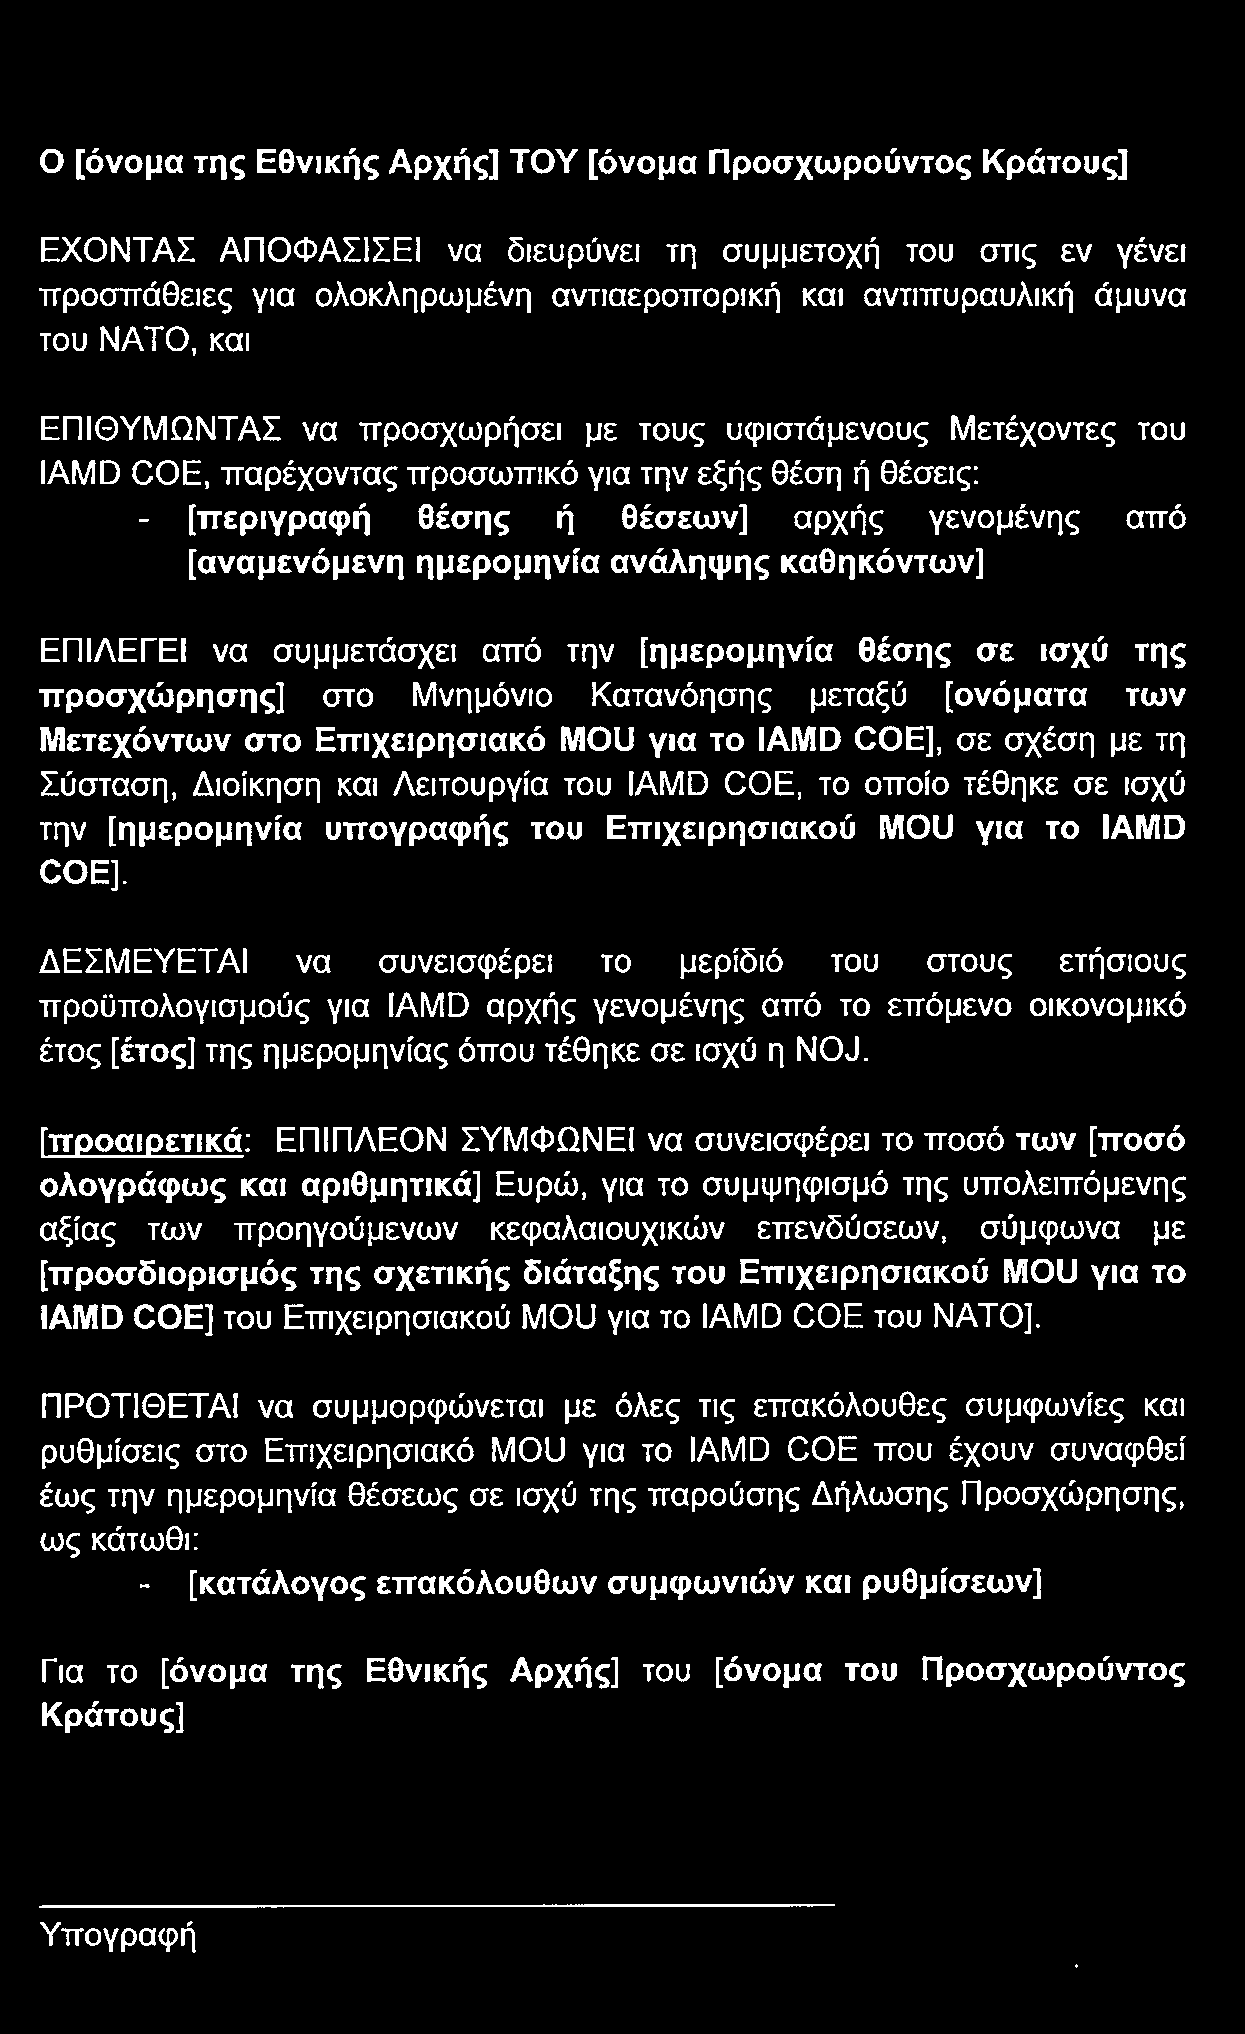 Ο [όνομα της Εθνικής Αρχής] ΤΟΥ [όνομα Προσχωρούντος Κράτους]
ΕΧΟΝΤΑΣ ΑΠΟΦΑΣΙΣΕΙ να διευρύνει τη συμμετοχή του στις εν γένει
προσπάθειες για ολοκληρωμένη αντιαεροπορική και αντιπυραυλική άμυνα
του ΝΑΤΟ, και
ΕΠΙΘΥΜΩΝΤΑΣ να προσχωρήσει με τους υφιστάμενους Μετέχοντες του
IAMD COE, παρέχοντας προσωπικό για την εξής θέση ή θέσεις:
- [περιγραφή θέσης ή θέσεων] αρχής γενομένης από
[αναμενόμενη ημερομηνία ανάληψης καθηκόντων]
ΕΠΙΛΕΓΕΙ να συμμετάσχει από την [ημερομηνία θέσης σε ισχύ της
προσχώρησης] στο Μνημόνιο Κατανόησης μεταξύ [ονόματα των
Μετεχόντων στο Επιχειρησιακό MOU για το IAMD COE], σε σχέση με τη
Σύσταση, Διοίκηση και Λειτουργία του IAMD COE, το οποίο τέθηκε σε ισχύ
την [ημερομηνία υπογραφής του Επιχειρησιακού MOU για το IAMD
COE].
ΔΕΣΜΕΥΕΤΑΙ να συνεισφέρει το μερίδιό του στους ετήσιους
προϋπολογισμούς για IAMD αρχής γενομένης από το επόμενο οικονομικό
έτος [έτος] της ημερομηνίας όπου τέθηκε σε ισχύ η NOJ.
[προαιρετικά: ΕΠΙΠΛΕΟΝ ΣΥΜΦΩΝΕΙ να συνεισφέρει το ποσό των [ποσό
ολογράφως και αριθμητικά] Ευρώ, για το συμψηφισμό της υπολειπόμενης
αξίας των προηγούμενων κεφαλαιουχικών επενδύσεων, σύμφωνα με
[προσδιορισμός της σχετικής διάταξης του Επιχειρησιακού MOU για το
IAMD COE] του Επιχειρησιακού MOU για το IAMD COE του ΝΑΤΟ].
ΠΡΟΤΙΘΕΤΑΙ να συμμορφώνεται με όλες τις επακόλουθες συμφωνίες και
ρυθμίσεις στο Επιχειρησιακό MOU για το IAMD COE που έχουν συναφθεί
έως την ημερομηνία θέσεως σε ισχύ της παρούσης Δήλωσης Προσχώρησης,
ως κάτωθι:
- [κατάλογος επακόλουθων συμφωνιών και ρυθμίσεων]
Για το [όνομα της Εθνικής Αρχής] του [όνομα του Προσχωρούντος
Κράτους]
Υπογραφή